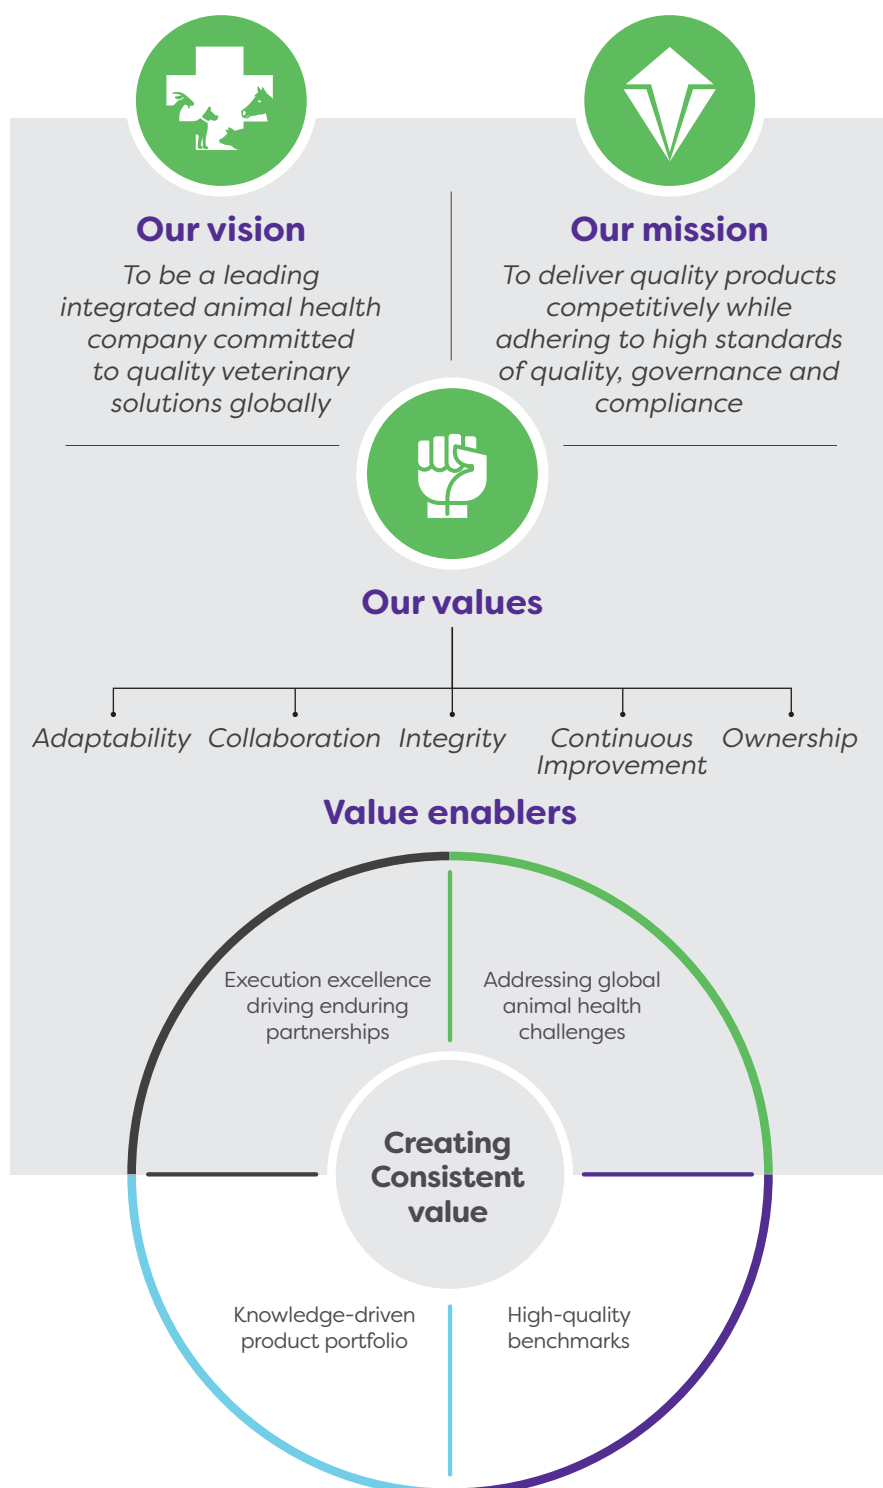 Our vision
To be a leading
integrated animal health
company committed
to quality veterinary
solutions globally
Our mission
To deliver quality products
competitively while
adhering to high standards
of quality, governance and
compliance
Our values
Adaptability
Collaboration
Integrity
Continuous
Improvement
Ownership
Value enablers
Execution excellence
driving enduring
partnerships
Addressing global
animal health
challenges
Creating
Consistent
value
Knowledge-driven
product portfolio
High-quality
benchmarks